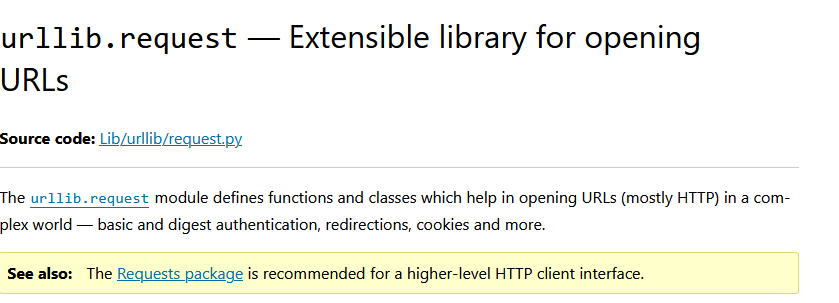 urllib.request — Extensible library for opening
URLs
Source code: Lib/urllib/request.py
The urllib.request module defines functions and classes which help in opening URLs (mostly HTTP) in a com-
plex world — basic and digest authentication, redirections, cookies and more.
See also: The Requests package is recommended for a higher-level HTTP client interface.